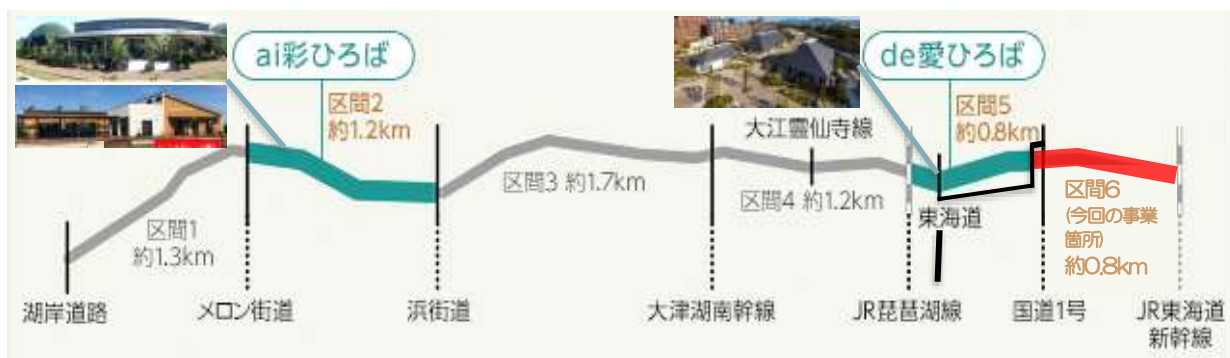 ai彩ひろば
de愛ひろば
区間2
約1.2km
区間5
約0.8km
大江霊仙寺線
区間3 約1.7km
区間4 約1.2km
区間6
(今回の事業
箇所)
約0.8km
東海道
区間1
約1.3km
湖岸道路
メロン街道
浜街道
大津湖南幹線
JR琵琶湖線
国道1号
JR東海道
新幹線